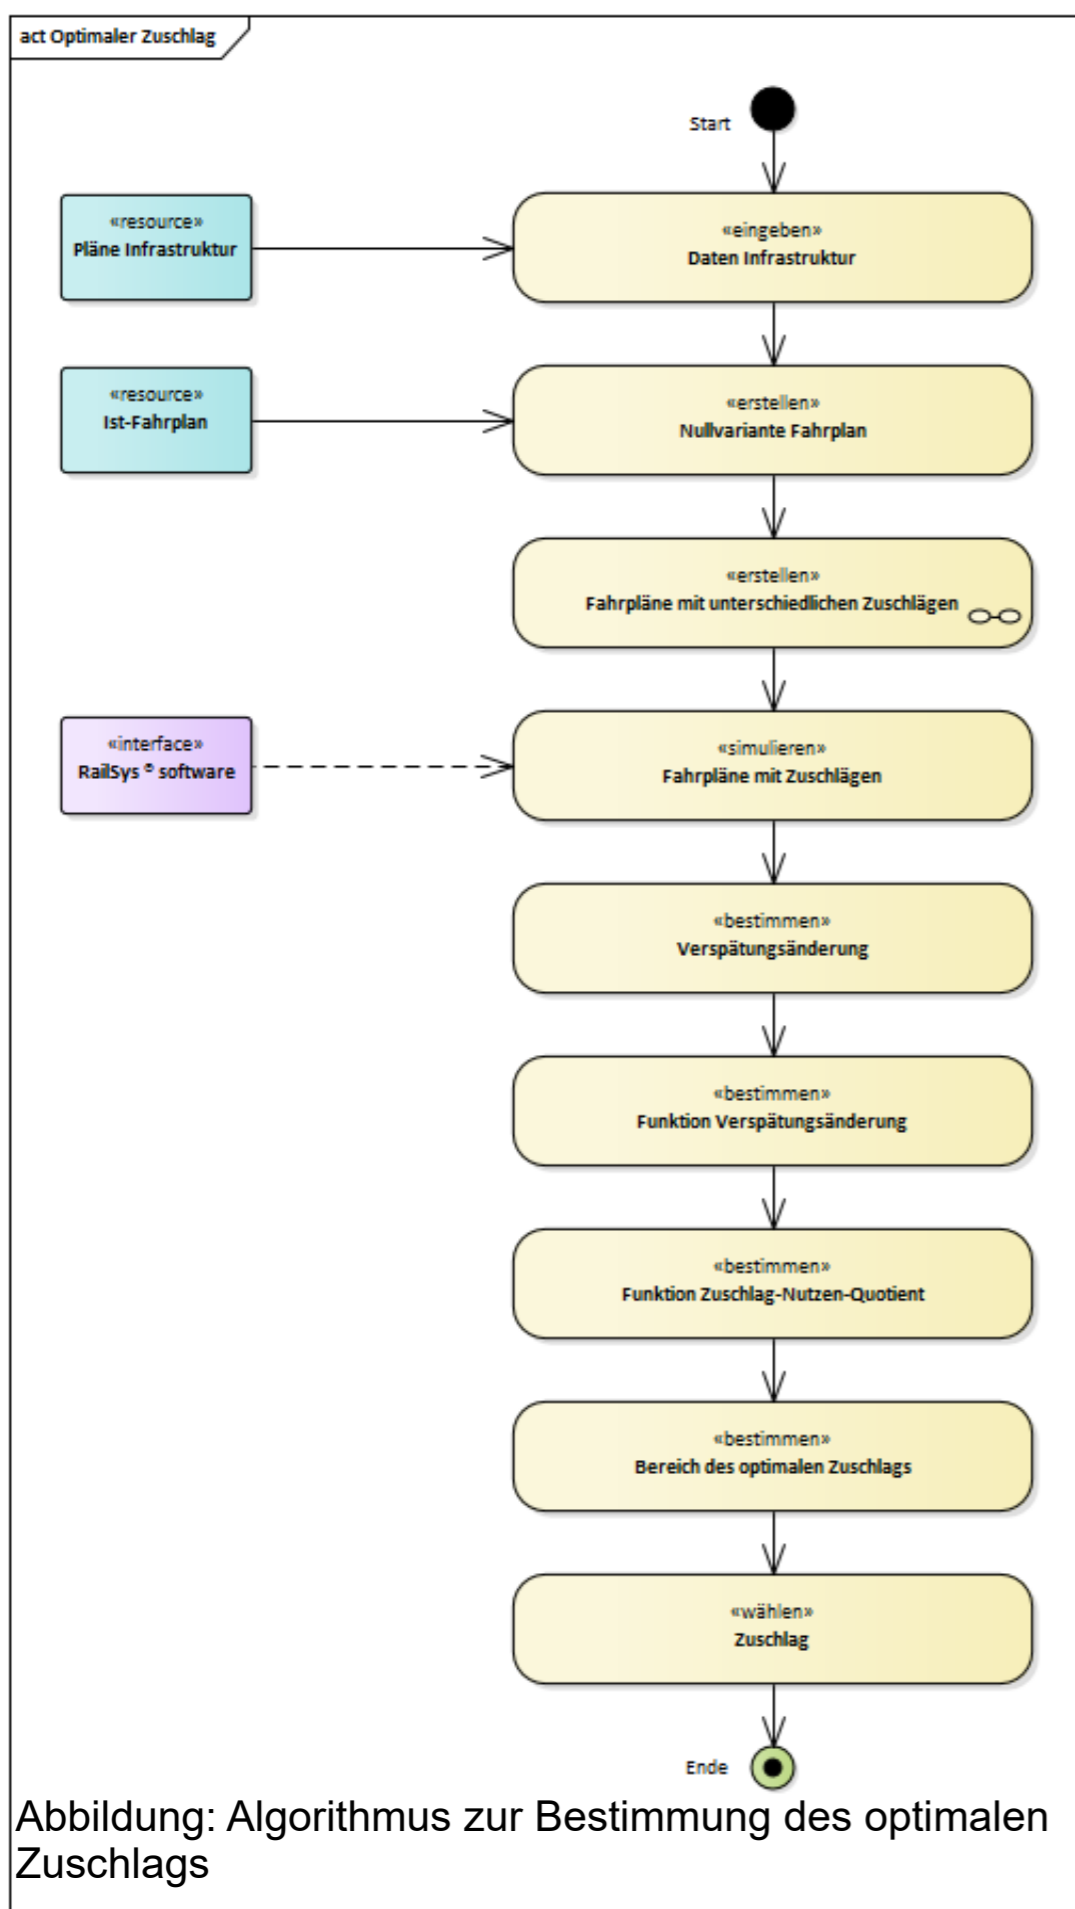 act Optimaler Zuschlag
Start
«resource»
Pläne Infrastruktur
«eingeben»
Daten Infrastruktur
«resource»
Ist-Fahrplan
«erstellen»
Nullvariante Fahrplan
«erstellen»
Fahrpläne mit unterschiedlichen Zuschlägen
«interface»
RailSys ® software
«simulieren»
Fahrpläne mit Zuschlägen
«bestimmen»
Verspätungsänderung
«bestimmen»
Funktion Verspätungsänderung
«bestimmen»
Funktion Zuschlag-Nutzen-Quotient
«bestimmen»
Bereich des optimalen Zuschlags
«wählen»
Zuschlag
Ende
Abbildung: Algorithmus zur Bestimmung des optimalen
Zuschlags